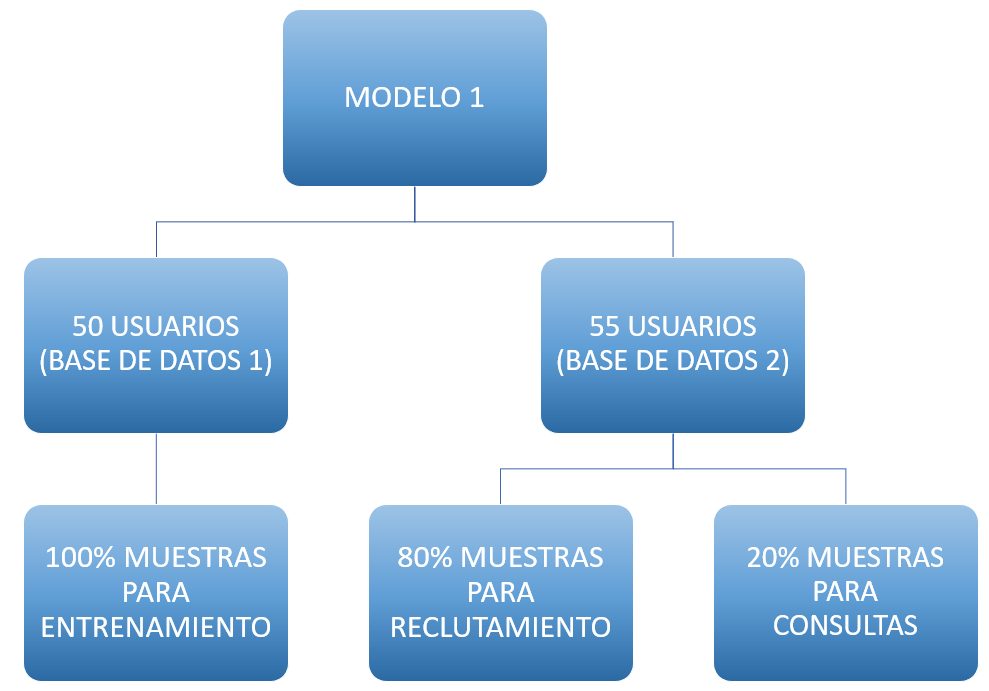 MODELO 1
50 USUARIOS
(BASE DE DATOS 1)
55 USUARIOS
(BASE DE DATOS 2)
100% MUESTRAS
PARA
ENTRENAMIENTO
80% MUESTRAS
PARA
RECLUTAMIENTO
20% MUESTRAS
PARA
CONSULTAS